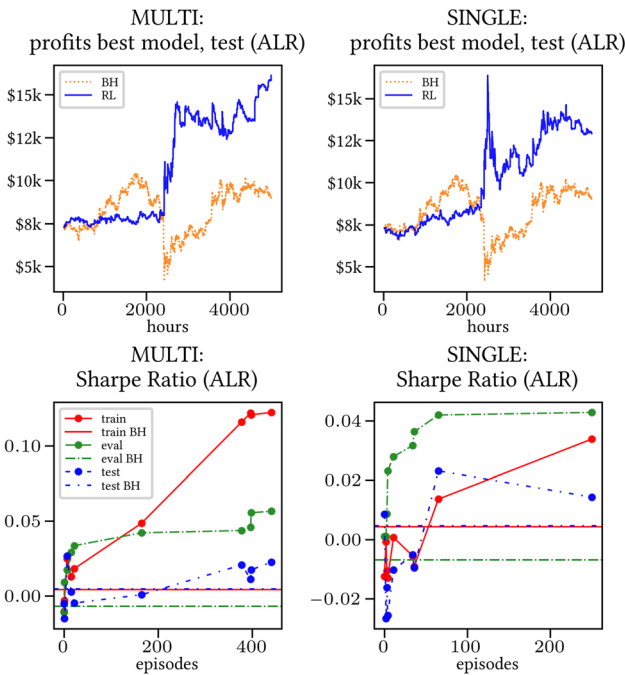 MULTI:
profits best model, test (ALR)
BH
RL
$15k
$12k
$10k
$8k
$5k
0
2000
4000
hours
SINGLE:
profits best model, test (ALR)
BH
RL
$15k
$12k
$10k
$8k
$5k
0
2000
4000
hours
MULTI:
Sharpe Ratio (ALR)
train
train BH
eval
eval BH
test
test BH
0.10
0.05
0.00
0
200
400
episodes
SINGLE:
Sharpe Ratio (ALR)
0.04
0.02
0.00
−0.02
0
100
200
episodes